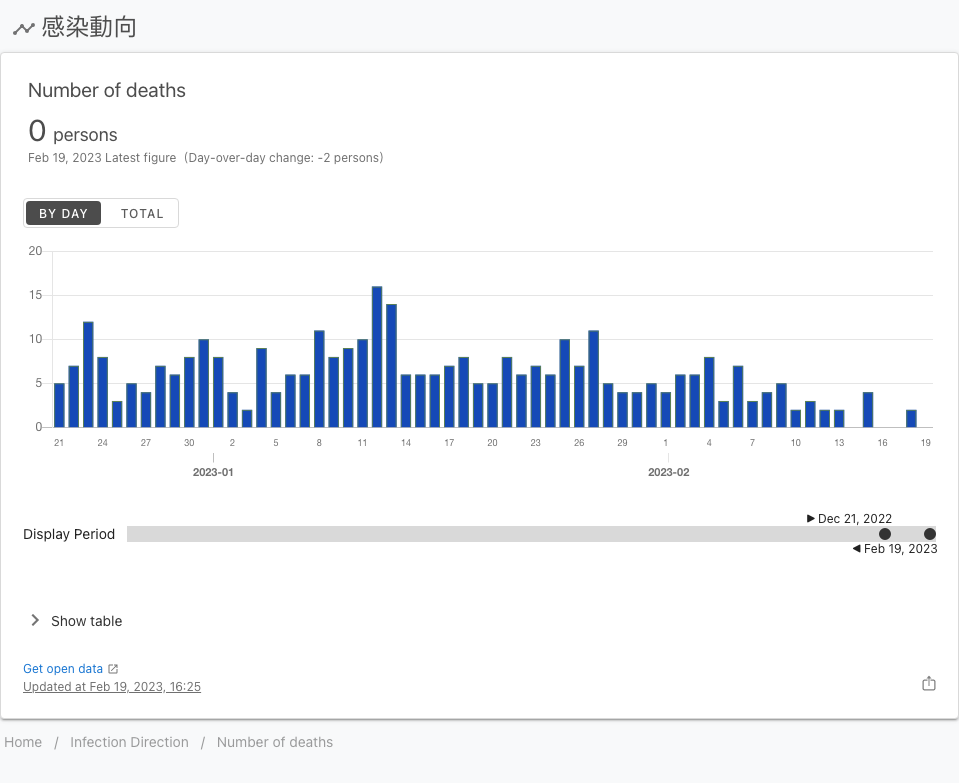 感染動向
Number of deaths
0 persons
Feb 19, 2023 Latest figure (Day-over-day change: -2 persons)
BY DAY TOTAL
20
15
10
5
0
21 24 27 30 2 5 8 11 14 17 20 23 26 29 1 4 7 10 13 16 19
2023-01 2023-02
Dec 21, 2022
Display Period
Feb 19, 2023
Show table
Get open data
Updated at Feb 19, 2023, 16:25
Home / Infection Direction / Number of deaths